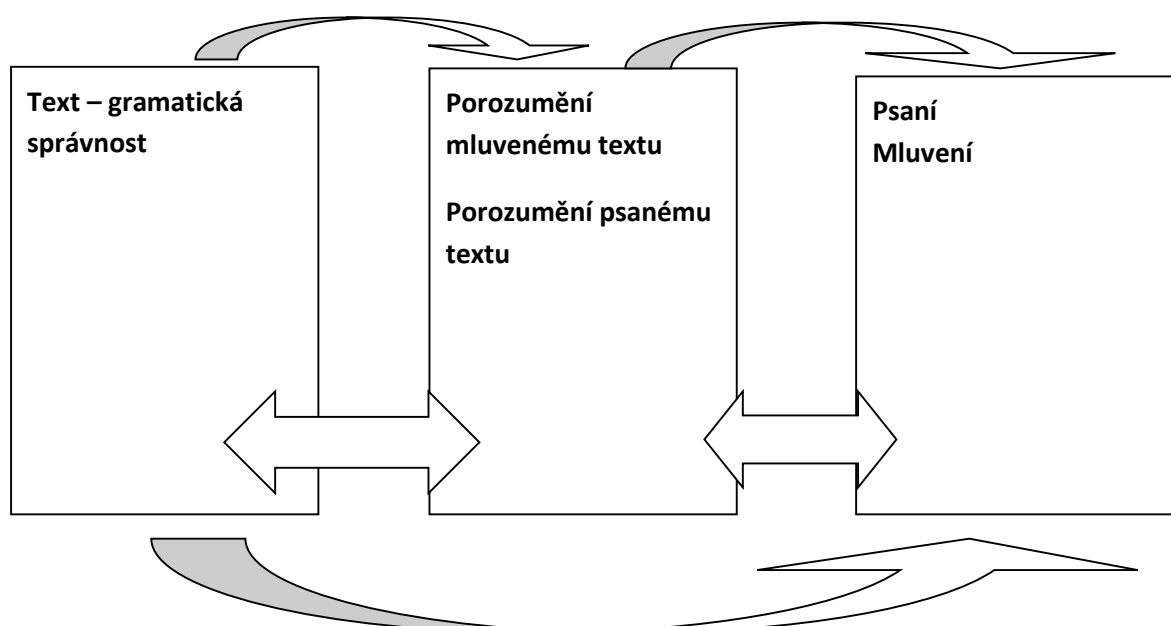 Text – gramatická
správnost
Porozumění
mluvenému textu
Porozumění psanému
textu
Psaní
Mluvení